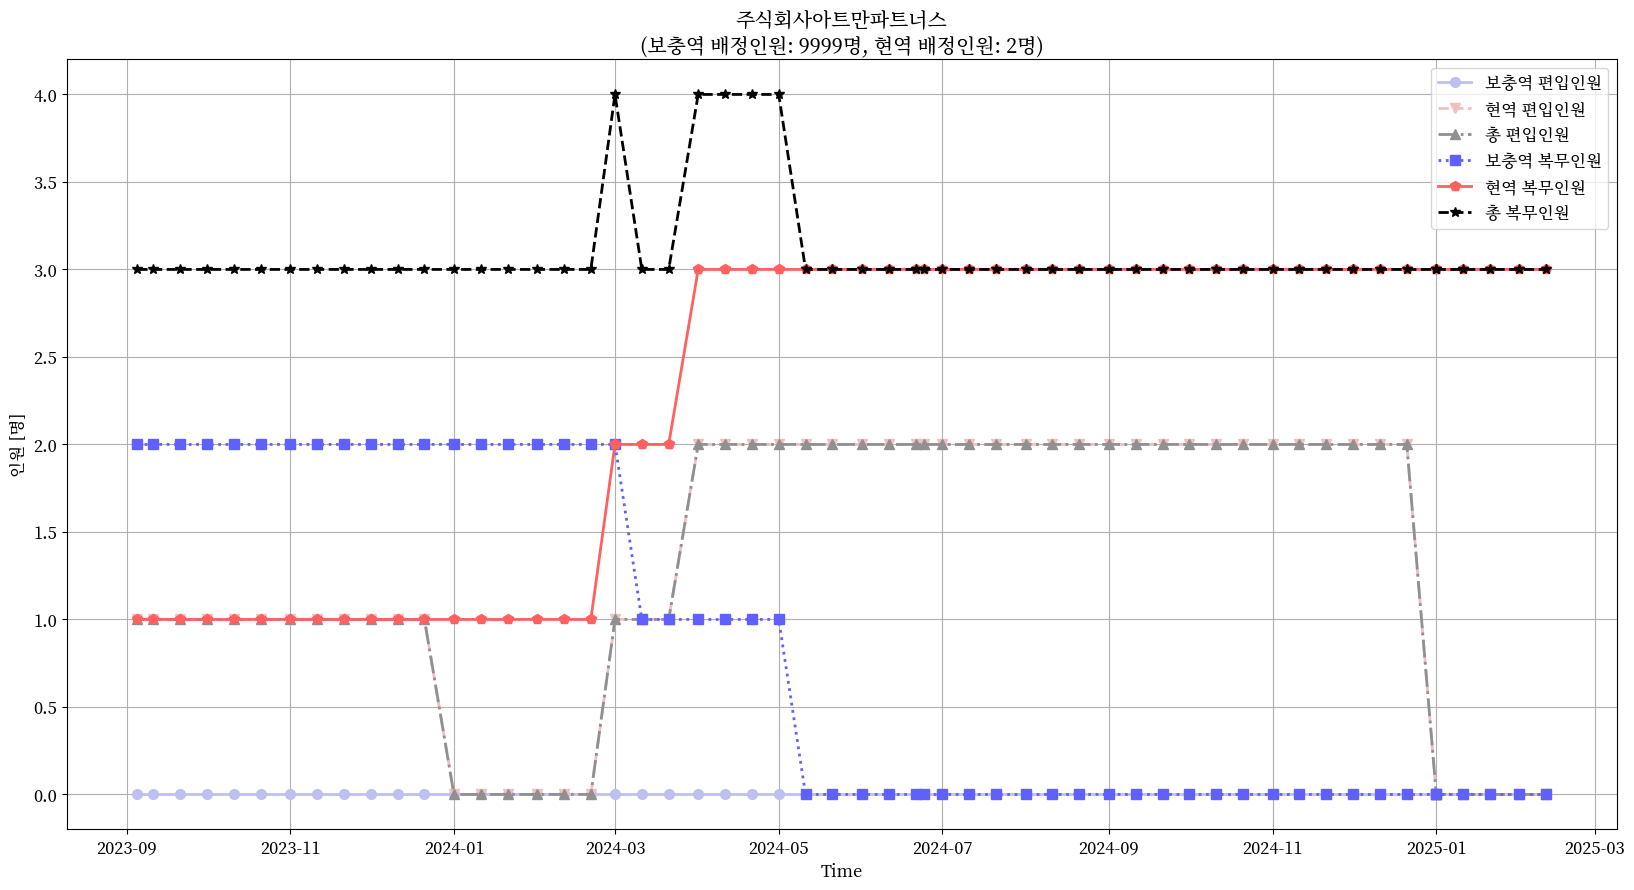 주식회사아트만파트너스
(보충역 배정인원: 9999명, 현역 배정인원: 2명)
보충역 편입인원
현역 편입인원
총 편입인원
보충역 복무인원
현역 복무인원
총 복무인원
인원 [명]
4.0
3.5
3.0
2.5
2.0
1.5
1.0
0.5
0.0
2023-09
2023-11
2024-01
2024-03
2024-05
2024-07
2024-09
2024-11
2025-01
2025-03
Time